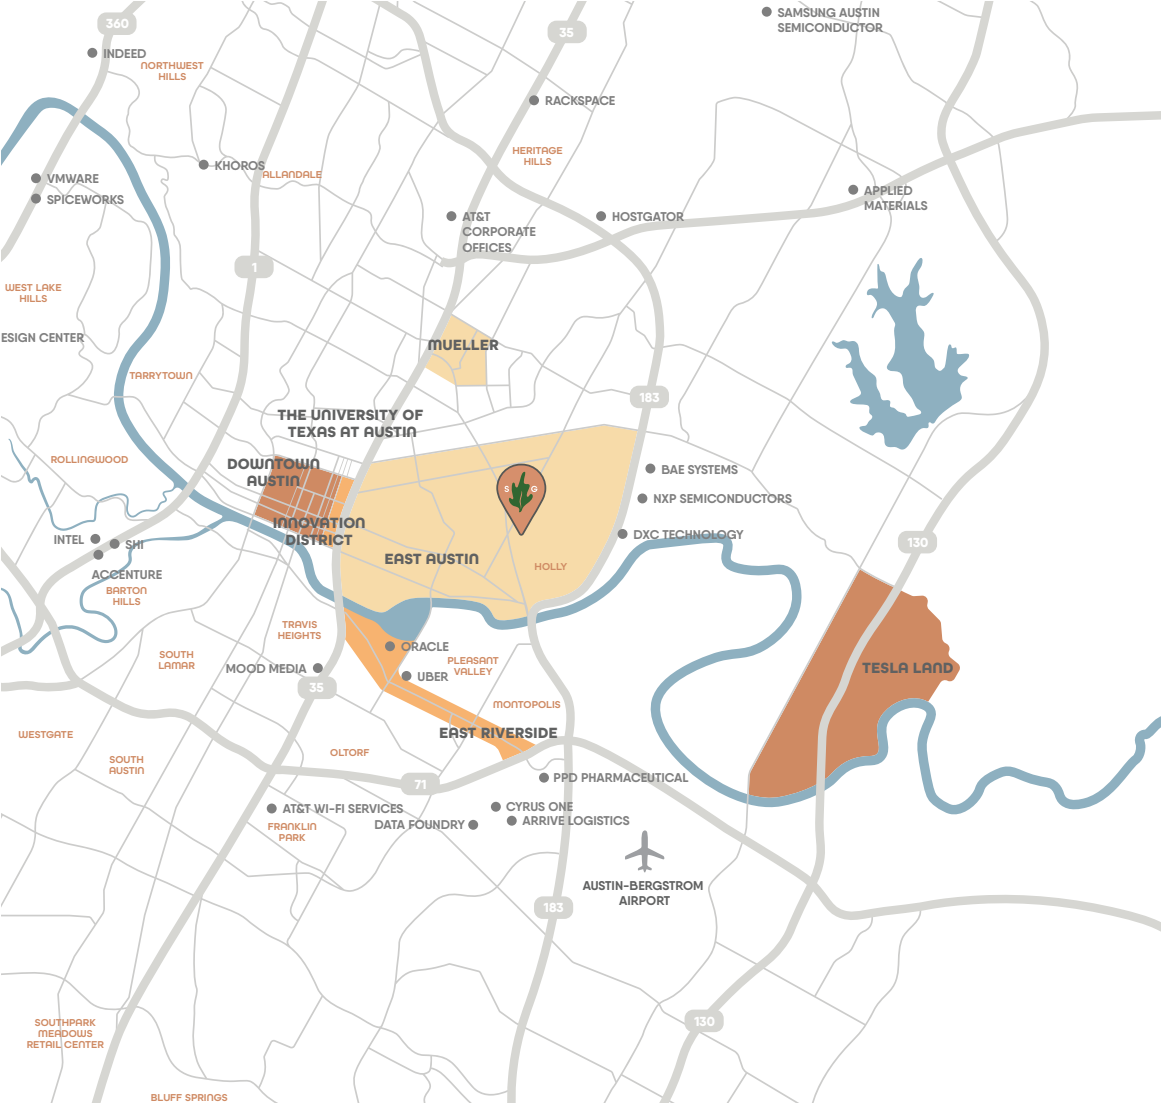 360
35
SAMSUNG AUSTIN
SEMICONDUCTOR
INDEED
NORTHWEST
HILLS
RACKSPACE
HERITAGE
HILLS
KHOROS
ALLANDALE
VMWARE
SPICEWORKS
APPLIED
MATERIALS
AT&T
CORPORATE
OFFICES
HOSTGATOR
1
WEST LAKE
HILLS
ESIGN CENTER
MUELLER
TARRYTOWN
183
THE UNIVERSITY OF
TEXAS AT AUSTIN
ROLLINGWOOD
DOWNTOWN
AUSTIN
BAE SYSTEMS
S G
NXP SEMICONDUCTORS
INNOVATION
DISTRICT
DXC TECHNOLOGY
INTEL
SHI
130
EAST AUSTIN
HOLLY
ACCENTURE
BARTON
HILLS
TRAVIS
HEIGHTS
ORACLE
SOUTH
LAMAR
MOOD MEDIA
PLEASANT
VALLEY
TESLA LAND
UBER
35
MONTOPOLIS
WESTGATE
EAST RIVERSIDE
OLTORF
SOUTH
AUSTIN
71
PPD PHARMACEUTICAL
AT&T WI-FI SERVICES
CYRUS ONE
FRANKLIN
PARK
DATA FOUNDRY
ARRIVE LOGISTICS
AUSTIN-BERGSTROM
AIRPORT
183
130
SOUTHPARK
MEADOWS
RETAIL CENTER
BLUFF SPRINGS